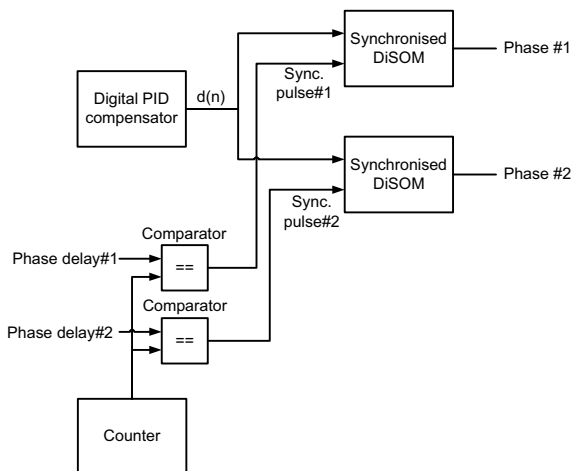 Synchronised
DiSOM
Phase #1
Sync.
pulse#1
Digital PID
compensator
d(n)
Synchronised
DiSOM
Phase #2
Sync.
pulse#2
Comparator
Phase delay#1
==
Comparator
Phase delay#2
==
Counter